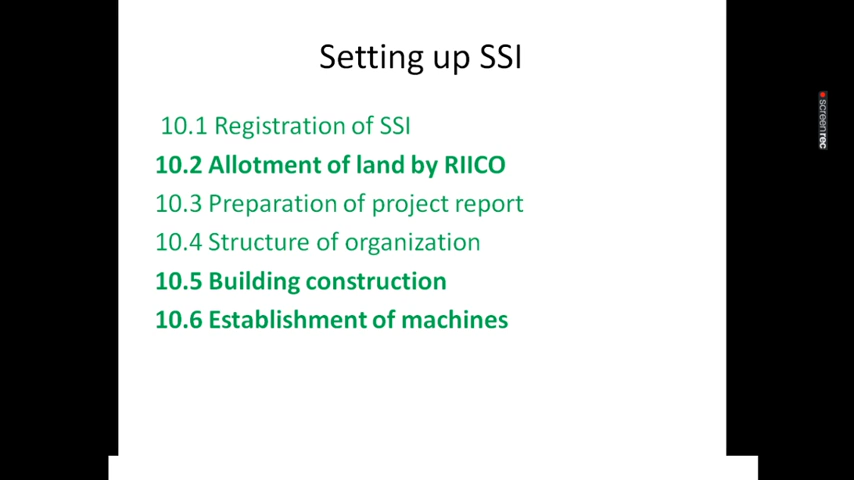 Setting up SSI
10.1 Registration of SSI
10.2 Allotment of land by RIICO
10.3 Preparation of project report
10.4 Structure of organization
10.5 Building construction
10.6 Establishment of machines
screenrec